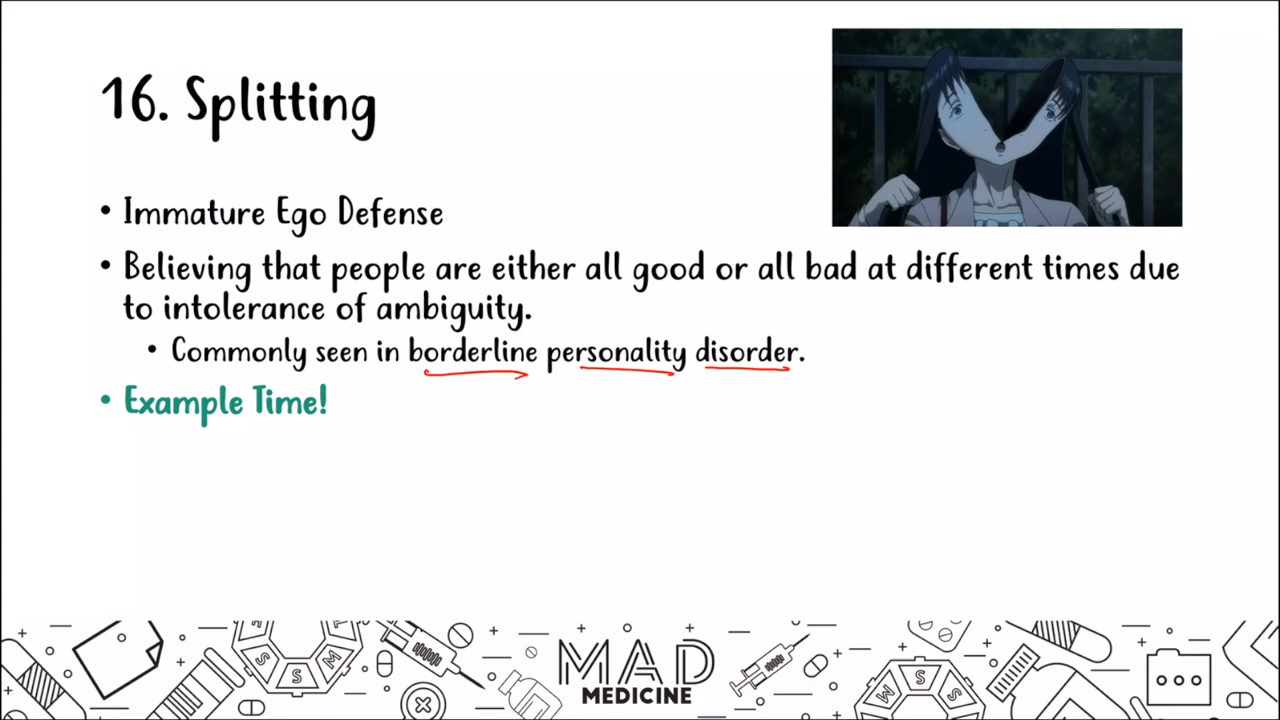 16. Splitting
• Immature Ego Defense
• Believing that people are either all good or all bad at different times due
to intolerance of ambiguity.
• Commonly seen in borderline personality disorder.
• Example Time!
MAD
MEDICINE
S
S
M
M
S
S